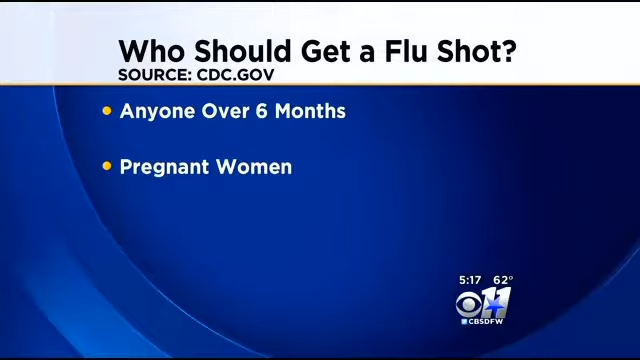 Who Should Get a Flu Shot?
SOURCE: CDC.GOV
Anyone Over 6 Months
Pregnant Women
5:17 62°
11
CBSDFW